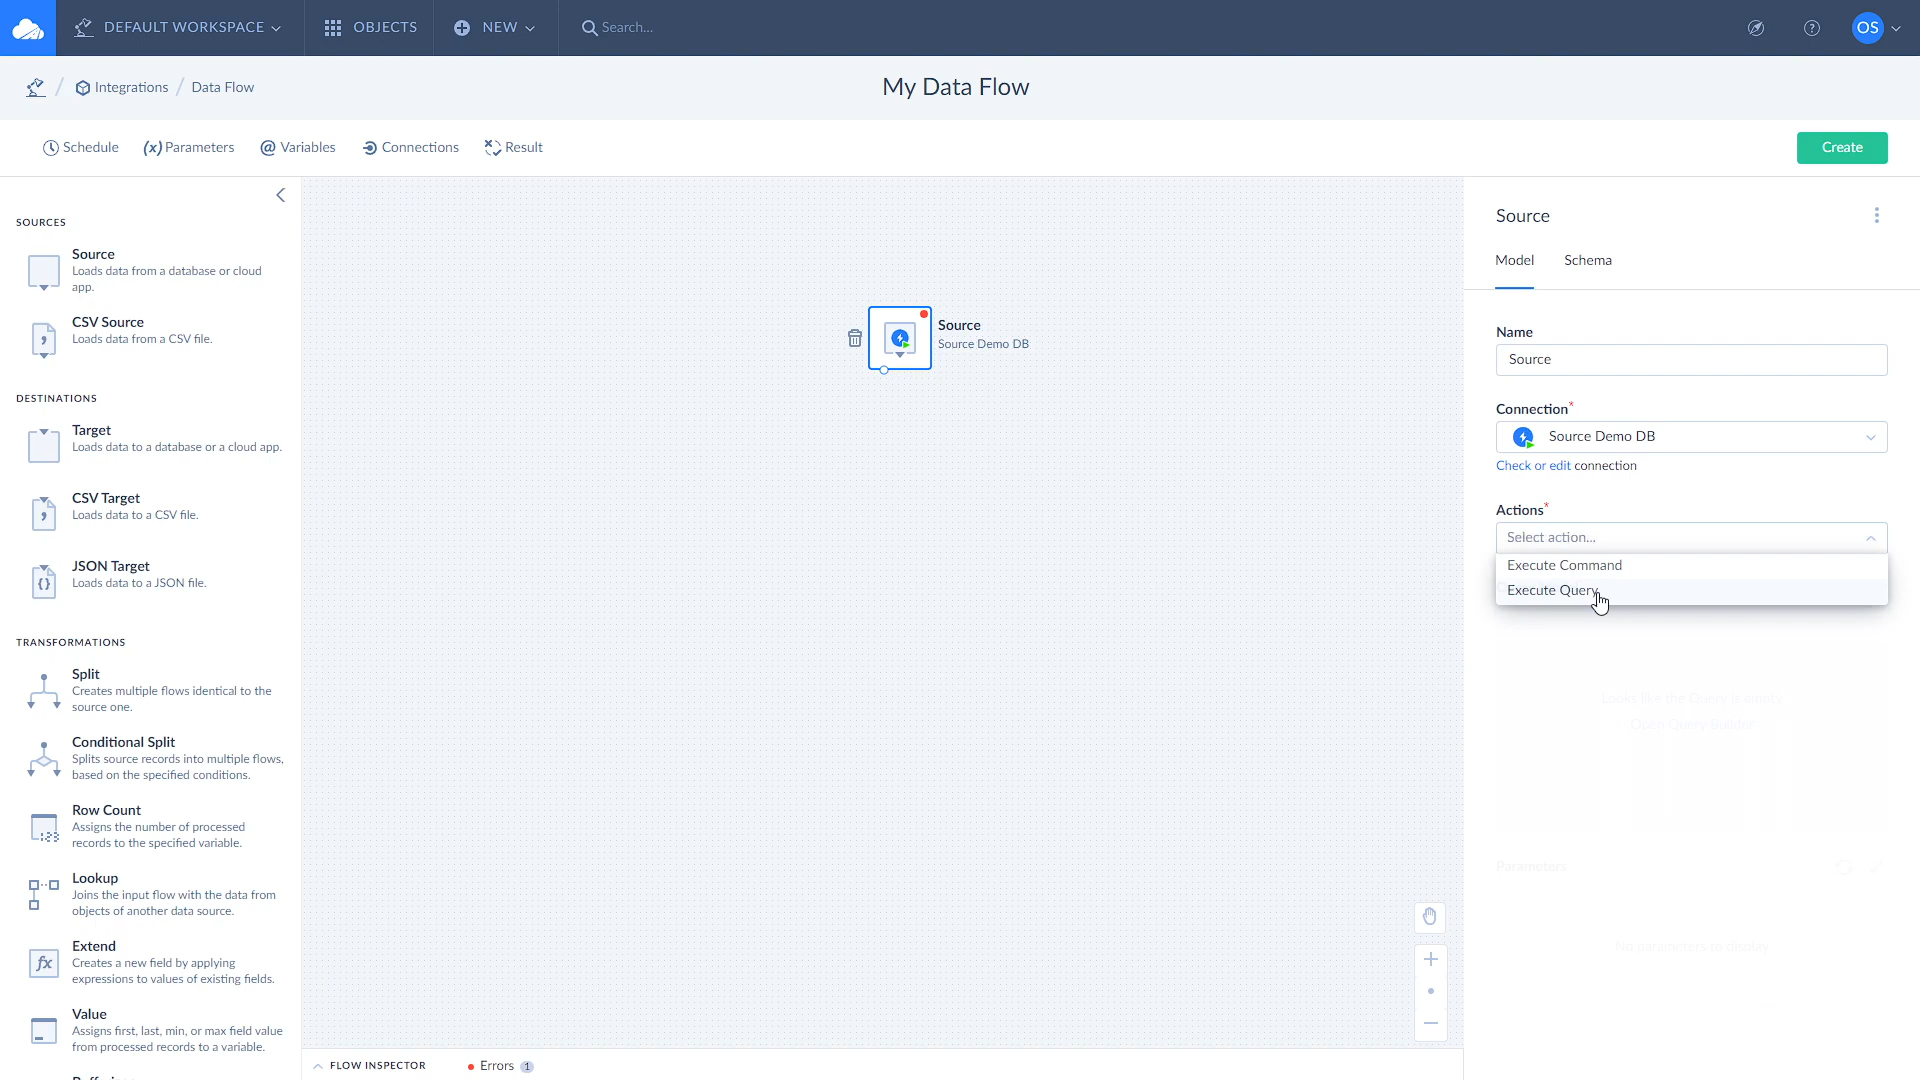 DEFAULT WORKSPACE
OBJECTS
NEW
Search...
OS
Integrations / Data Flow
My Data Flow
Schedule
(x) Parameters
@ Variables
Connections
Result
Create
SOURCES
Source
Loads data from a database or cloud
app.
CSV Source
Loads data from a CSV file.
DESTINATIONS
Target
Loads data to a database or a cloud app.
CSV Target
Loads data to a CSV file.
JSON Target
Loads data to a JSON file.
TRANSFORMATIONS
Split
Creates multiple flows identical to the
source one.
Conditional Split
Splits source records into multiple flows,
based on the specified conditions.
Row Count
Assigns the number of processed
records to the specified variable.
Lookup
Joins the input flow with the data from
objects of another data source.
fx
Extend
Creates a new field by applying
expressions to values of existing fields.
Value
Assigns first, last, min, or max field value
from processed records to a variable.
Source
Source Demo DB
FLOW INSPECTOR
Errors 1
Source
Model
Schema
Name
Source
Connection*
Source Demo DB
Check or edit connection
Actions*
Select action...
Execute Command
Execute Query
Looks like the Query is empty
Open Query Builder
Parameters
No parameters to display